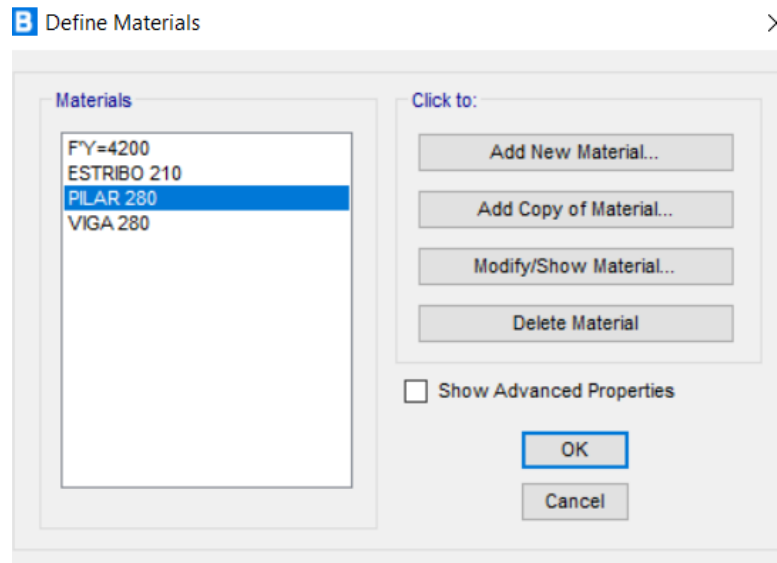 B Define Materials
Materials
F'Y=4200
ESTRIBO 210
PILAR 280
VIGA 280
Click to:
Add New Material...
Add Copy of Material...
Modify/Show Material...
Delete Material
Show Advanced Properties
OK
Cancel